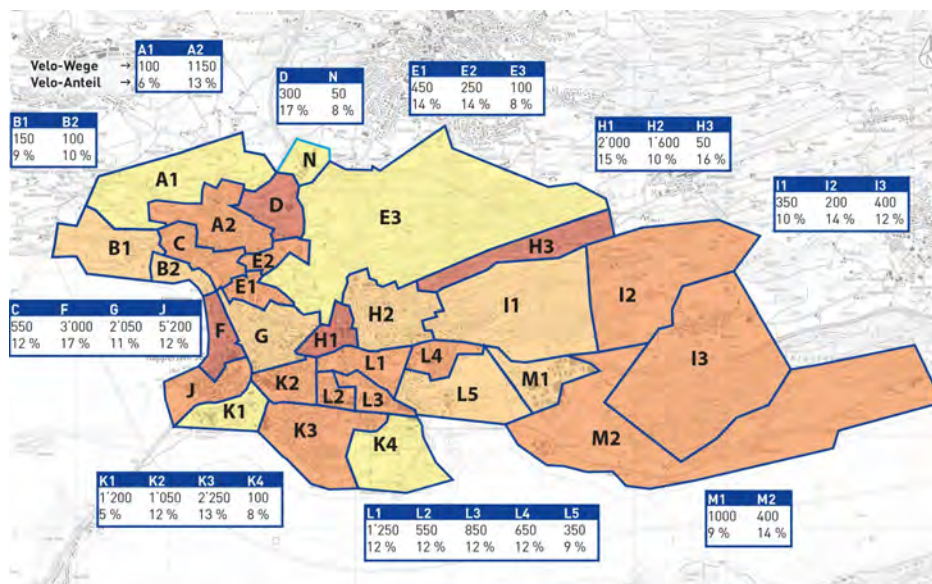 A1 A2
Velo-Wege → 100 1150
Velo-Anteil → 6 % 13 %
D N
300 50
17 % 8 %
E1 E2 E3
450 250 100
14 % 14 % 8 %
B1 B2
150 100
9 % 10 %
H1 H2 H3
2'000 1'600 50
15 % 10 % 16 %
I1 I2 I3
350 200 400
10 % 14 % 12 %
N
A1
D
A2
E3
C
B1
B2
E2
E1
H3
I2
I1
H2
C F G J
550 3'000 2'050 5'200
12 % 17 % 11 % 12 %
F
G
H1
L1
L4
I3
M1
J
K2
L2
L3
L5
K1
K3
K4
M2
K1 K2 K3 K4
1'200 1'050 2'250 100
5 % 12 % 13 % 8 %
L1 L2 L3 L4 L5
1'250 550 850 650 350
12 % 12 % 12 % 12 % 9 %
M1 M2
1000 400
9 % 14 %